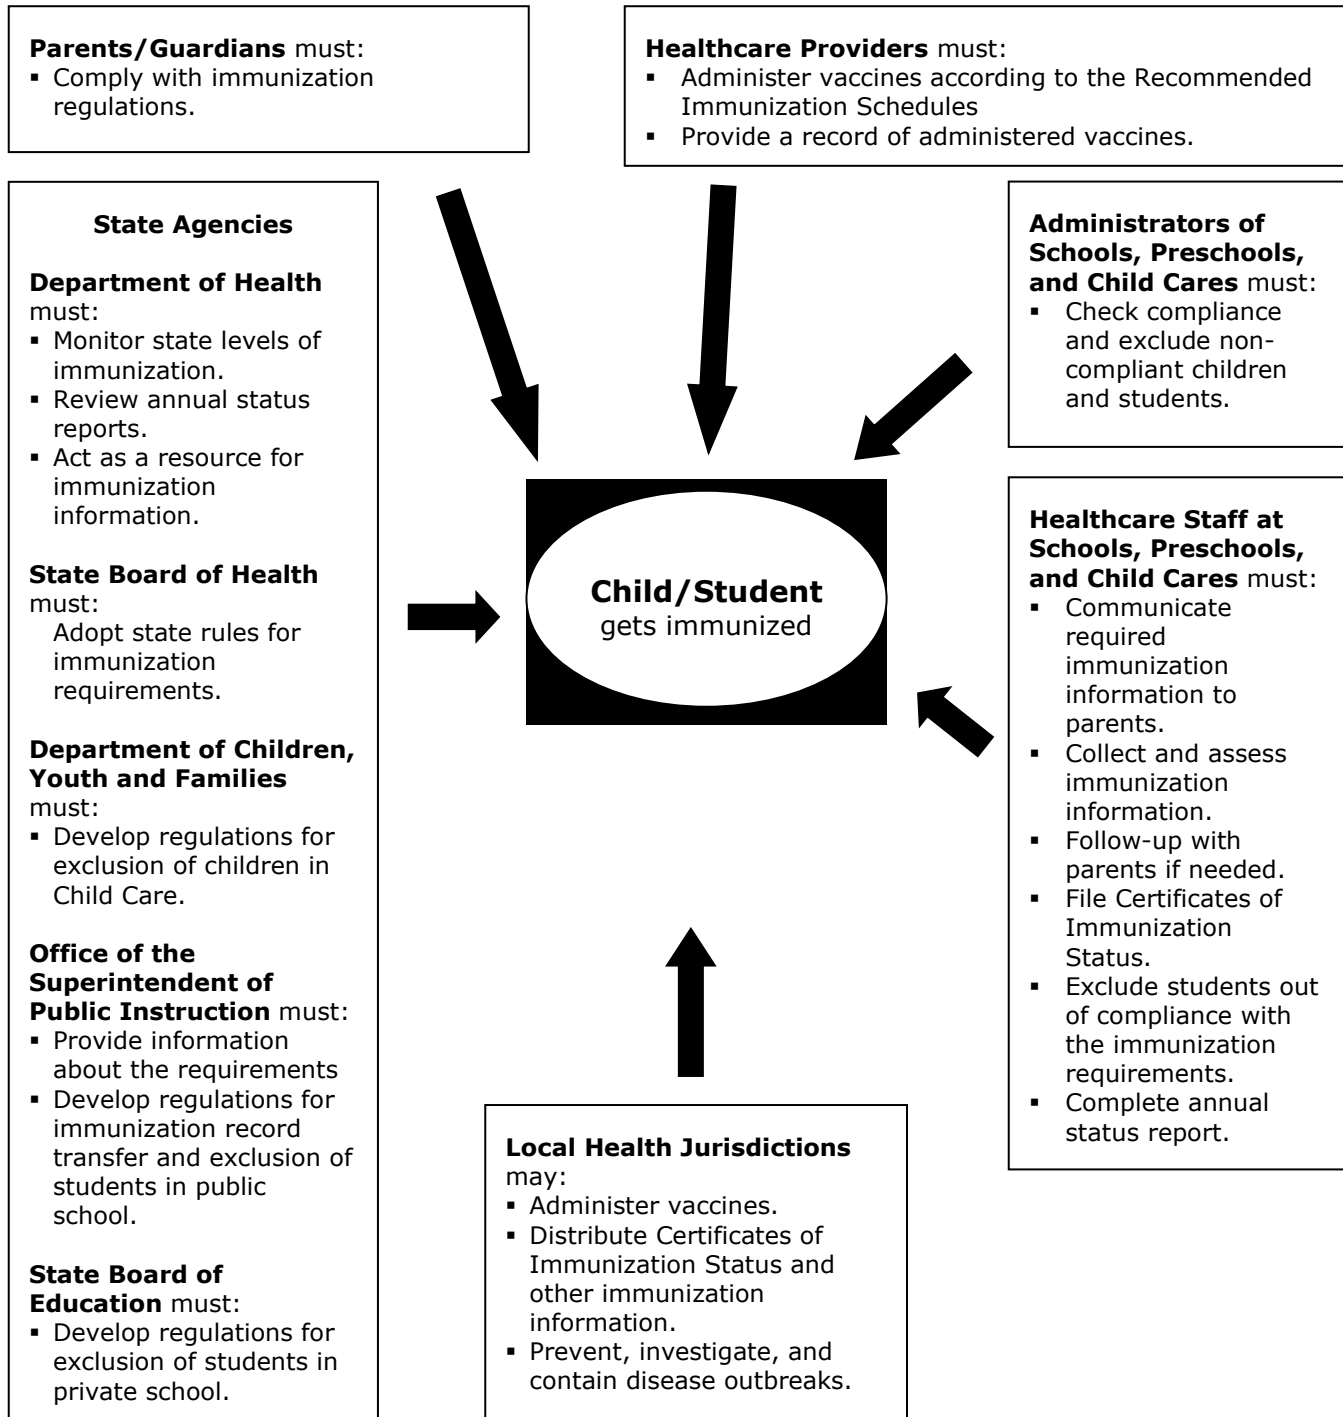 Parents/Guardians must:
▪ Comply with immunization
regulations.
Healthcare Providers must:
▪ Administer vaccines according to the Recommended
Immunization Schedules
▪ Provide a record of administered vaccines.
State Agencies
Department of Health
must:
▪ Monitor state levels of
immunization.
▪ Review annual status
reports.
▪ Act as a resource for
immunization
information.
State Board of Health
must:
Adopt state rules for
immunization
requirements.
Department of Children,
Youth and Families
must:
▪ Develop regulations for
exclusion of children in
Child Care.
Office of the
Superintendent of
Public Instruction must:
▪ Provide information
about the requirements
▪ Develop regulations for
immunization record
transfer and exclusion of
students in public
school.
State Board of
Education must:
▪ Develop regulations for
exclusion of students in
private school.
Child/Student
gets immunized
Administrators of
Schools, Preschools,
and Child Cares must:
▪ Check compliance
and exclude non-
compliant children
and students.
Healthcare Staff at
Schools, Preschools,
and Child Cares must:
▪ Communicate
required
immunization
information to
parents.
▪ Collect and assess
immunization
information.
▪ Follow-up with
parents if needed.
▪ File Certificates of
Immunization
Status.
▪ Exclude students out
of compliance with
the immunization
requirements.
▪ Complete annual
status report.
Local Health Jurisdictions
may:
▪ Administer vaccines.
▪ Distribute Certificates of
Immunization Status and
other immunization
information.
▪ Prevent, investigate, and
contain disease outbreaks.